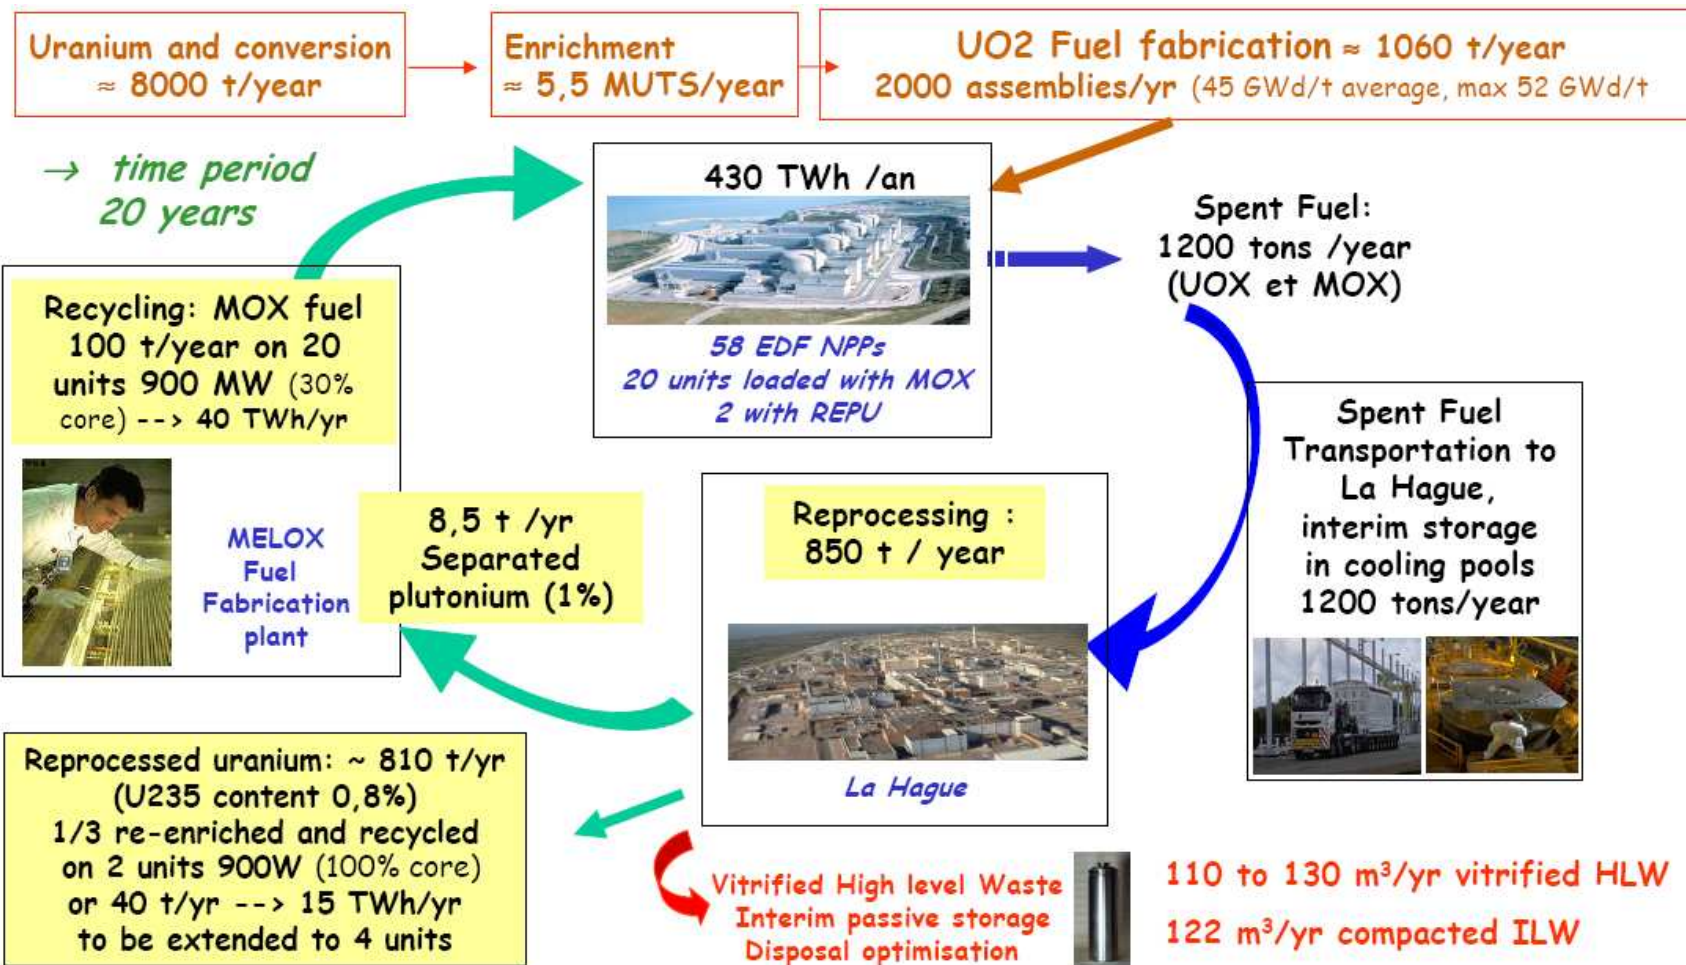 Uranium and conversion
≈ 8000 t/year
Enrichment
≈ 5,5 MUTS/year
UO2 Fuel fabrication ≈ 1060 t/year
2000 assemblies/yr (45 GWd/t average, max 52 GWd/t
→ time period
20 years
430 TWh /an
58 EDF NPPs
20 units loaded with MOX
2 with REPU
Spent Fuel:
1200 tons /year
(UOX et MOX)
Recycling: MOX fuel
100 t/year on 20
units 900 MW (30%
core) --> 40 TWh/yr
MELOX
Fuel
Fabrication
plant
8,5 t /yr
Separated
plutonium (1%)
Reprocessing :
850 t / year
La Hague
Spent Fuel
Transportation to
La Hague,
interim storage
in cooling pools
1200 tons/year
Reprocessed uranium: ~ 810 t/yr
(U235 content 0,8%)
1/3 re-enriched and recycled
on 2 units 900W (100% core)
or 40 t/yr --> 15 TWh/yr
to be extended to 4 units
Vitrified High level Waste
Interim passive storage
Disposal optimisation
110 to 130 m³/yr vitrified HLW
122 m³/yr compacted ILW